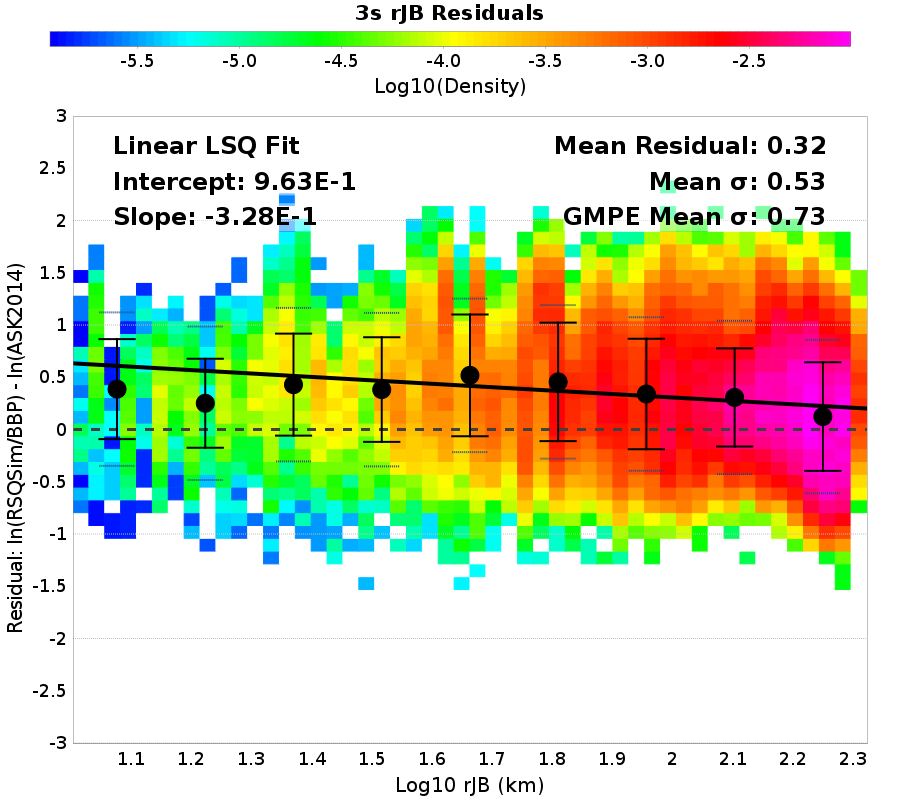 3s rJB Residuals
-5.5 -5.0 -4.5 -4.0 -3.5 -3.0 -2.5
Log10(Density)
Linear LSQ Fit
Intercept: 9.63E-1
Slope: -3.28E-1
Mean Residual: 0.32
Mean σ: 0.53
GMPE Mean σ: 0.73
Residual: ln(RSQSim/BBP) - ln(ASK2014)
3
2.5
2
1.5
1
0.5
0
-0.5
-1
-1.5
-2
-2.5
-3
1.1 1.2 1.3 1.4 1.5 1.6 1.7 1.8 1.9 2 2.1 2.2 2.3
Log10 rJB (km)